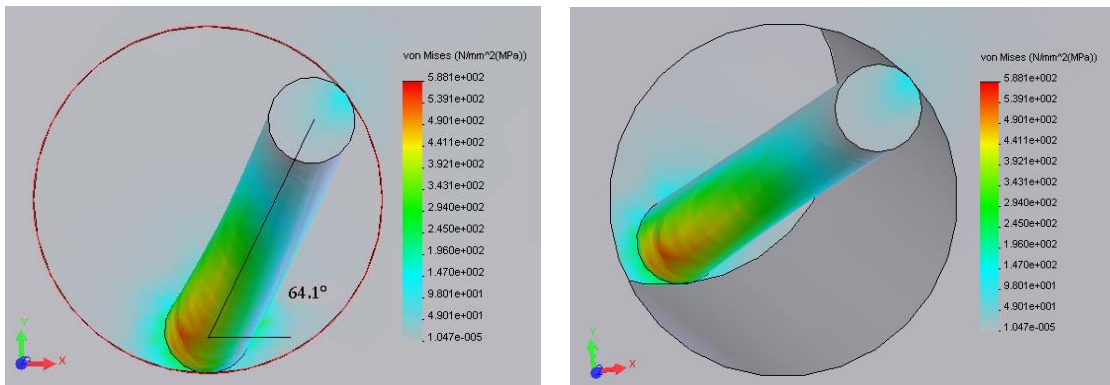 von Mises (N/mm^2(MPa))
5.881e+002
5.391e+002
4.901e+002
4.411e+002
3.921e+002
3.431e+002
2.940e+002
2.450e+002
1.960e+002
1.470e+002
9.801e+001
4.901e+001
1.047e-005
64.1°
Y
X
von Mises (N/mm^2(MPa))
5.881e+002
5.391e+002
4.901e+002
4.411e+002
3.921e+002
3.431e+002
2.940e+002
2.450e+002
1.960e+002
1.470e+002
9.801e+001
4.901e+001
1.047e-005
Y
X